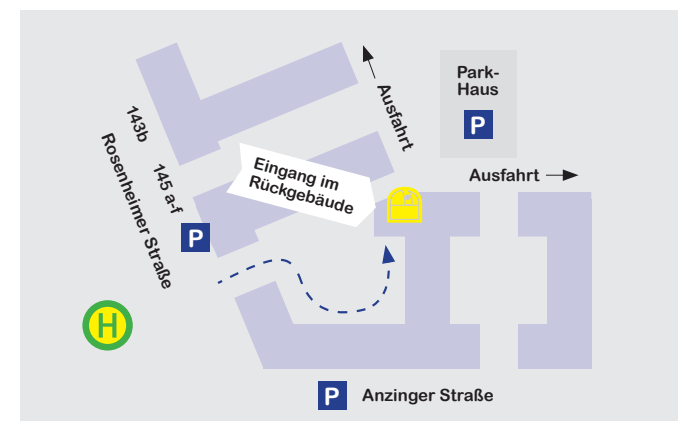 Park-
Haus
P
Ausfahrt
Ausfahrt
143b
145 a-f
Rosenheimer Straße
Eingang im
Rückgebäude
P
H
P
Anzinger Straße